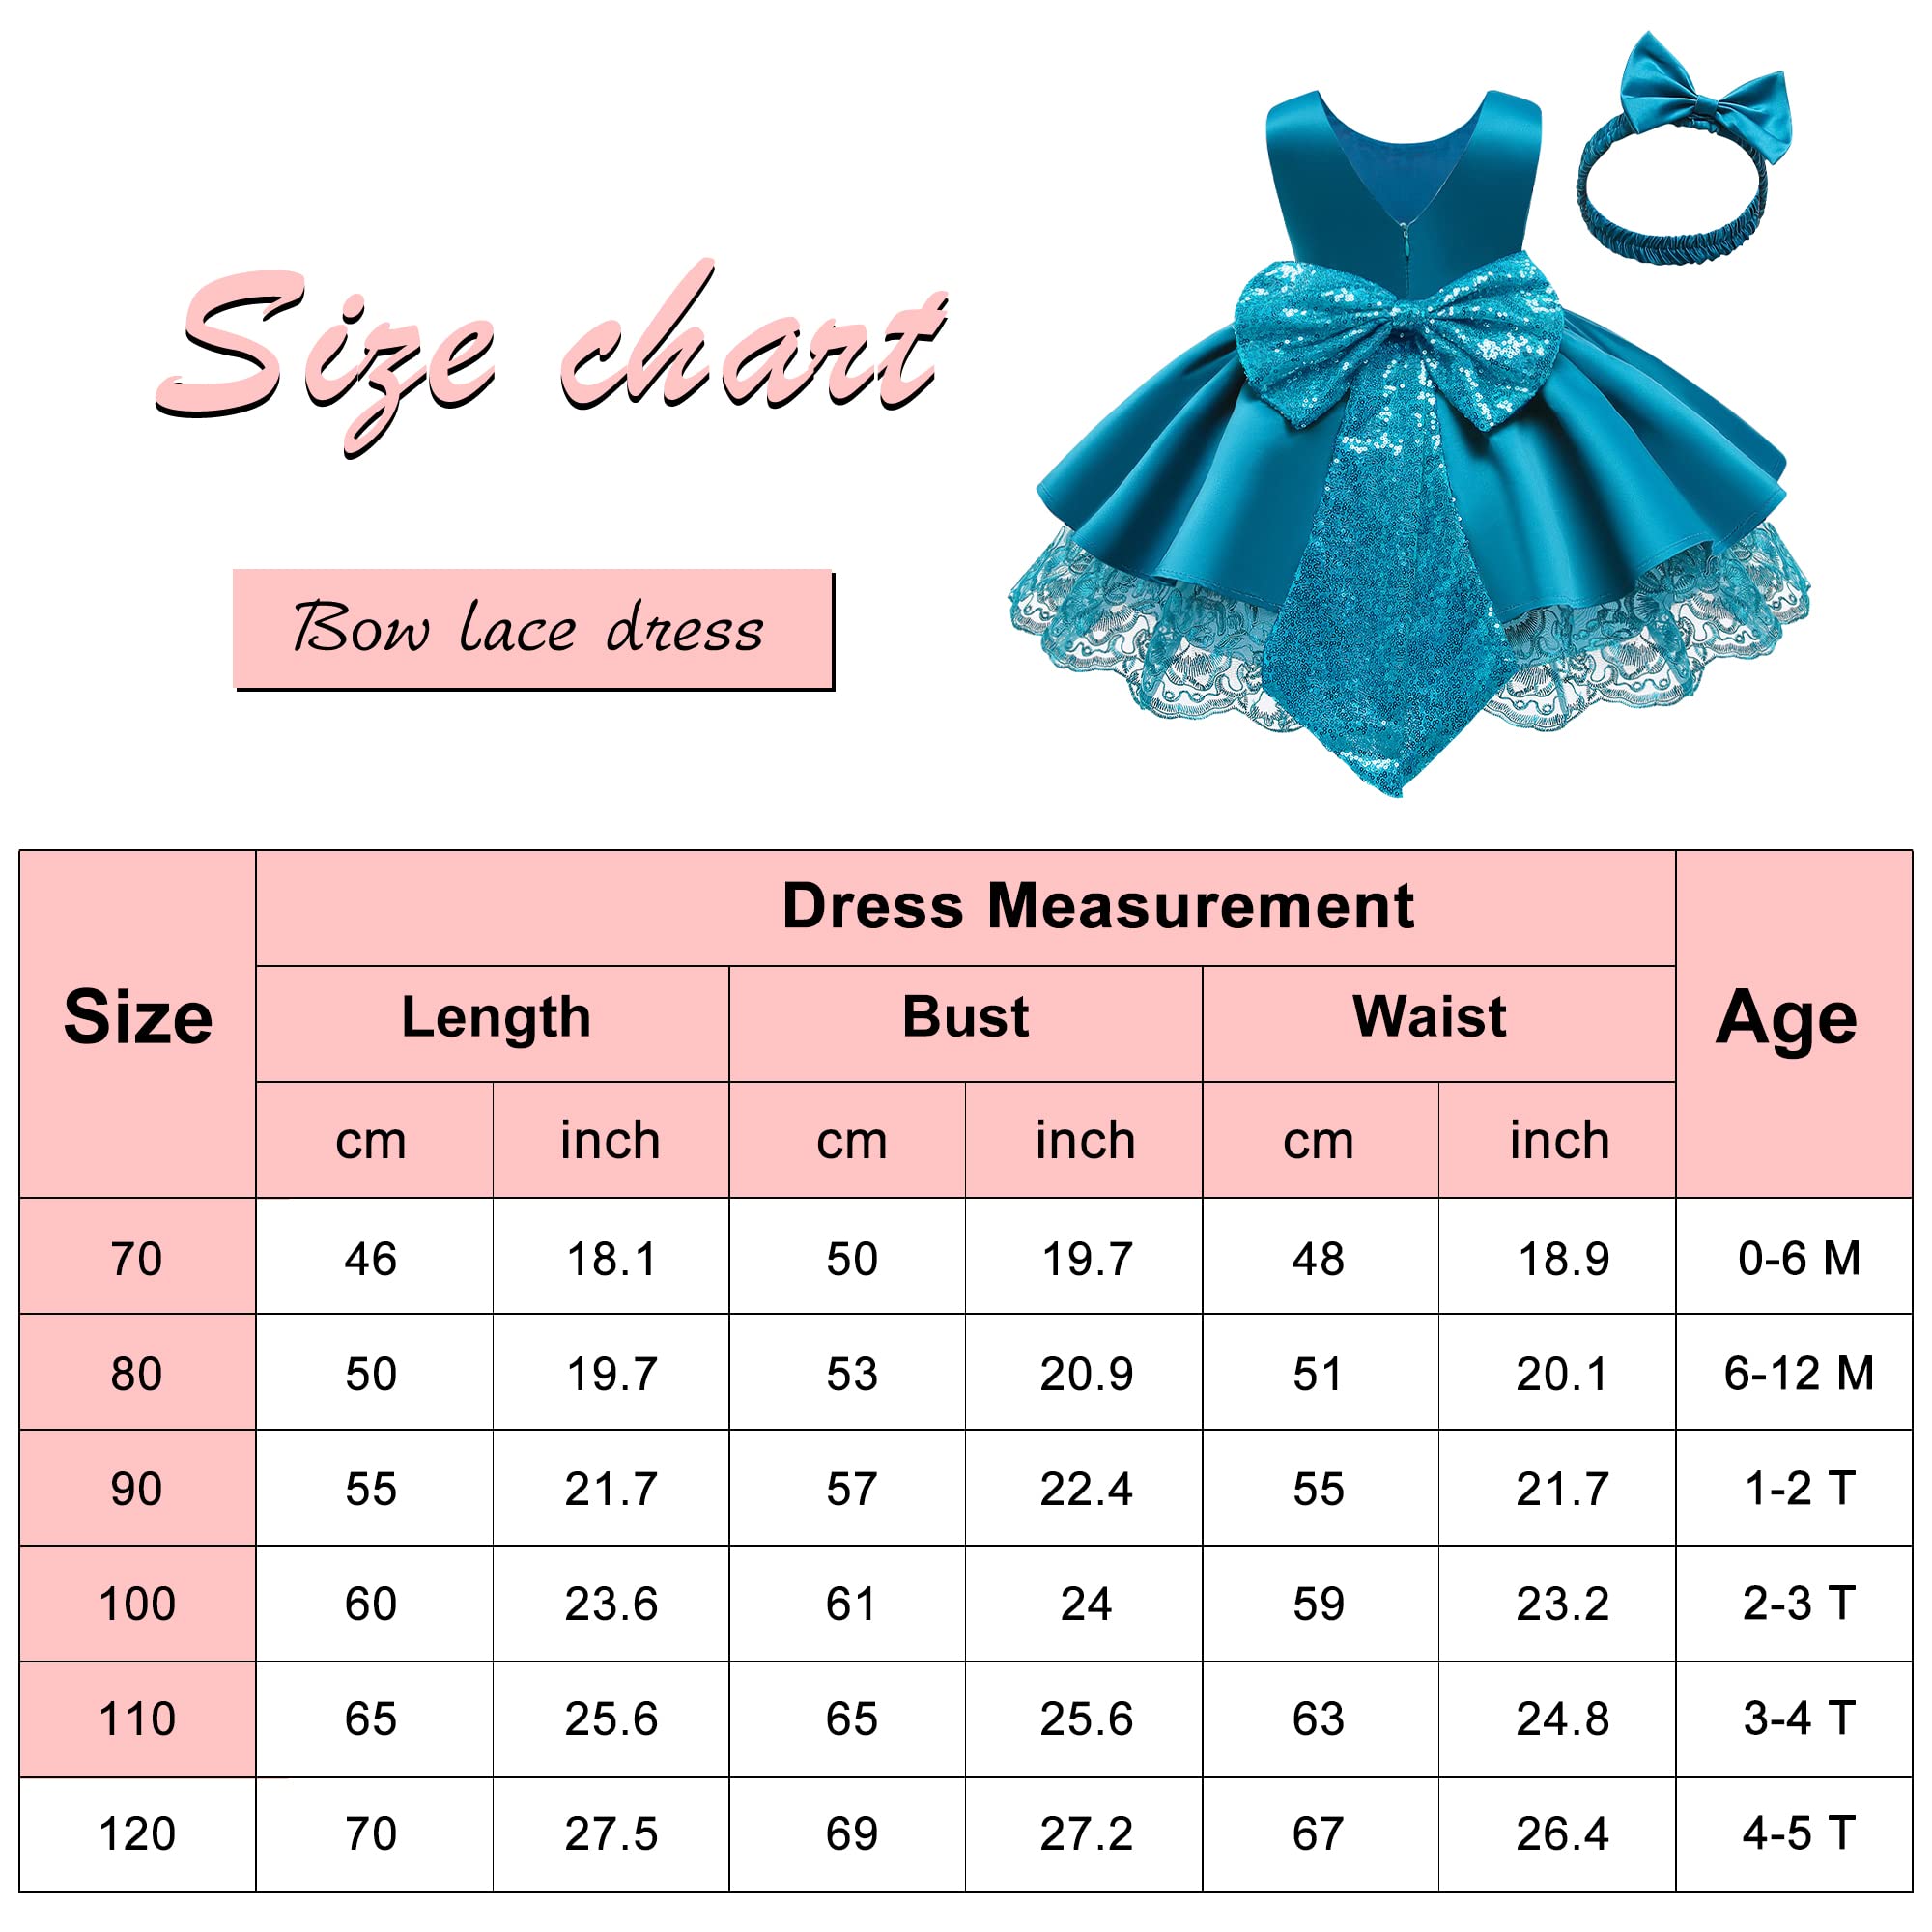 Size chart
Bow lace dress
Dress Measurement
Size Length Bust Waist Age
cm inch cm inch cm inch
70 46 18.1 50 19.7 48 18.9 0-6 M
80 50 19.7 53 20.9 51 20.1 6-12 M
90 55 21.7 57 22.4 55 21.7 1-2 T
100 60 23.6 61 24 59 23.2 2-3 T
110 65 25.6 65 25.6 63 24.8 3-4 T
120 70 27.5 69 27.2 67 26.4 4-5 T